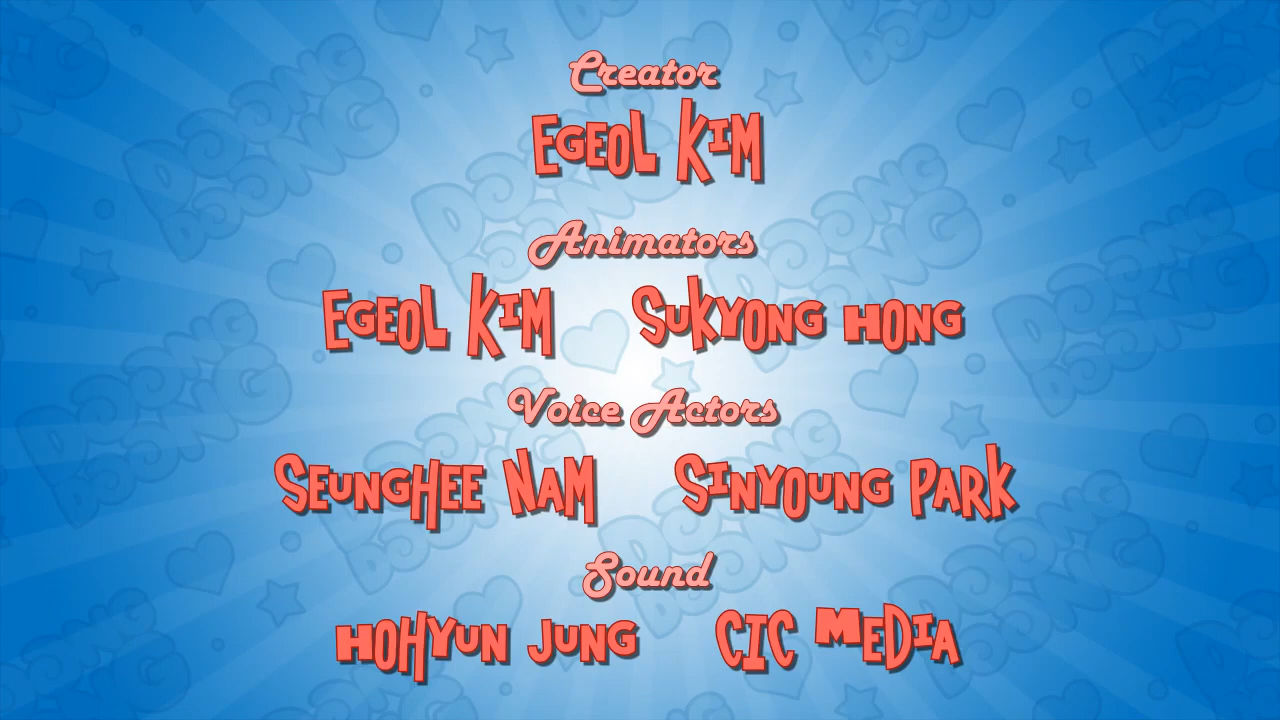 Creator
EGEOL KIM
Animators
EGEOL KIM SUKYONG HONG
Voice Actors
SEUNGHEE NAM SINYOUNG PARK
Sound
HOHYUN JUNG CIC MEDIA